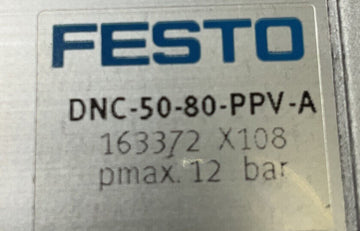 FESTO
DNC-50-80-PPV-A
163372 X108
pmax. 12 bar